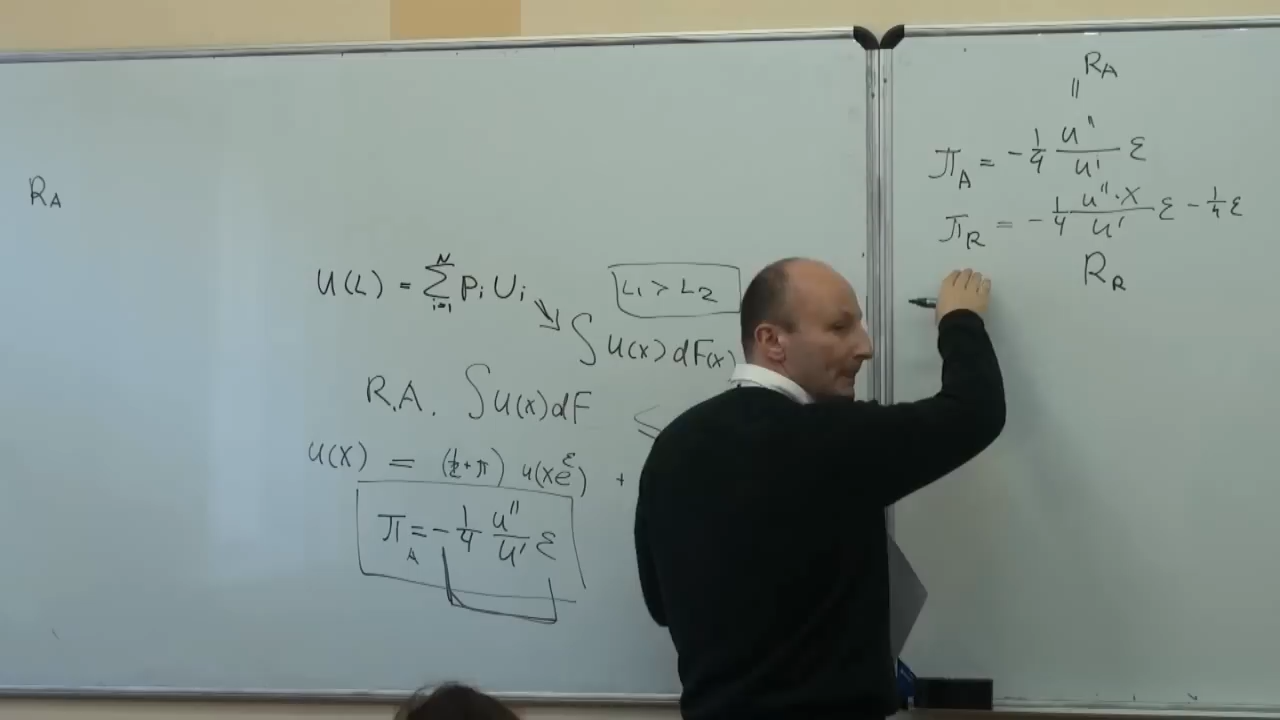 R_A
U(L) = \sum_{i=1}^{N} p_i U_i
L_1 > L_2
∫ u(x) dF(x)
R.A. ∫ u(x) dF
u(x) = (1/2 + π) u(xe^ε) +
π_A = - 1/4 u''/u' ε
R_A
||
π_A = - 1/4 u''/u' ε
π_R = - 1/4 u''·x/u' ε - 1/4 ε
R_R